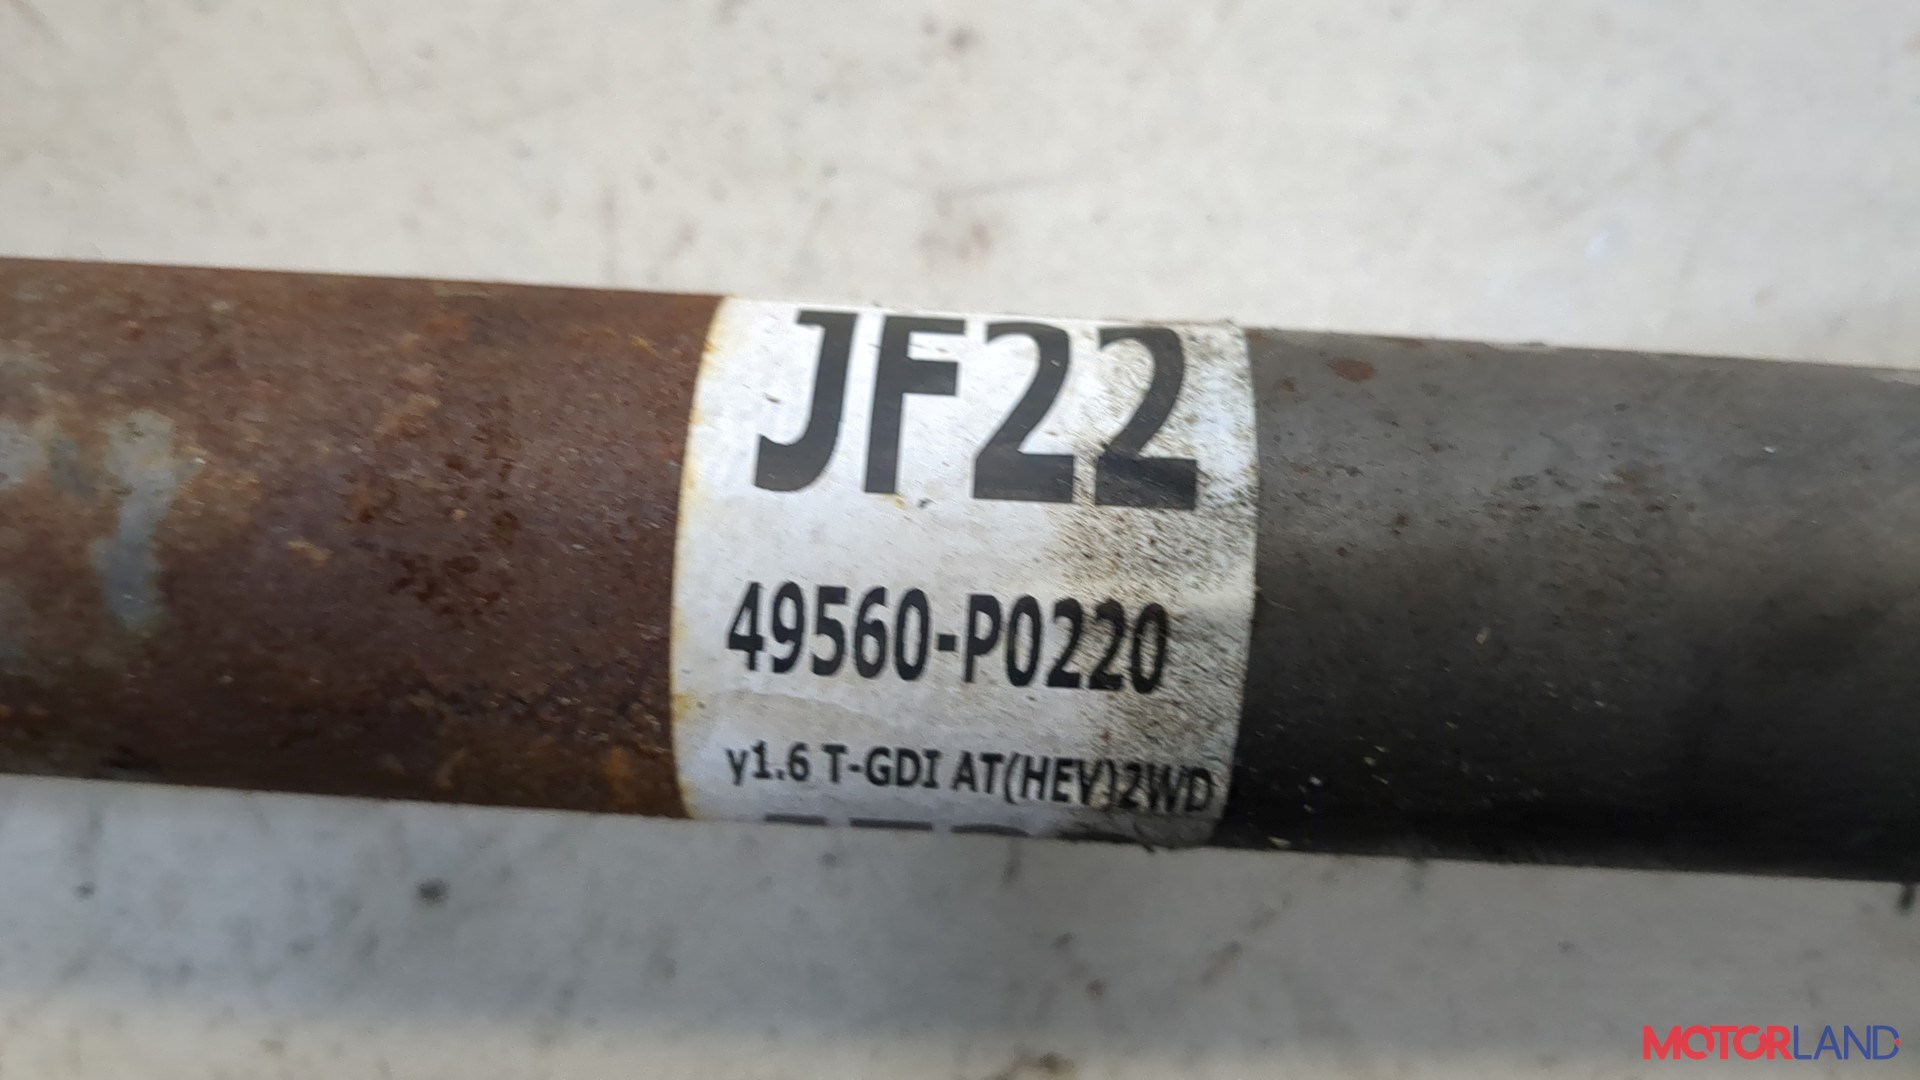 JF22
49560-P0220
γ1.6 T-GDI AT(HEV)2WD
MOTORLAND